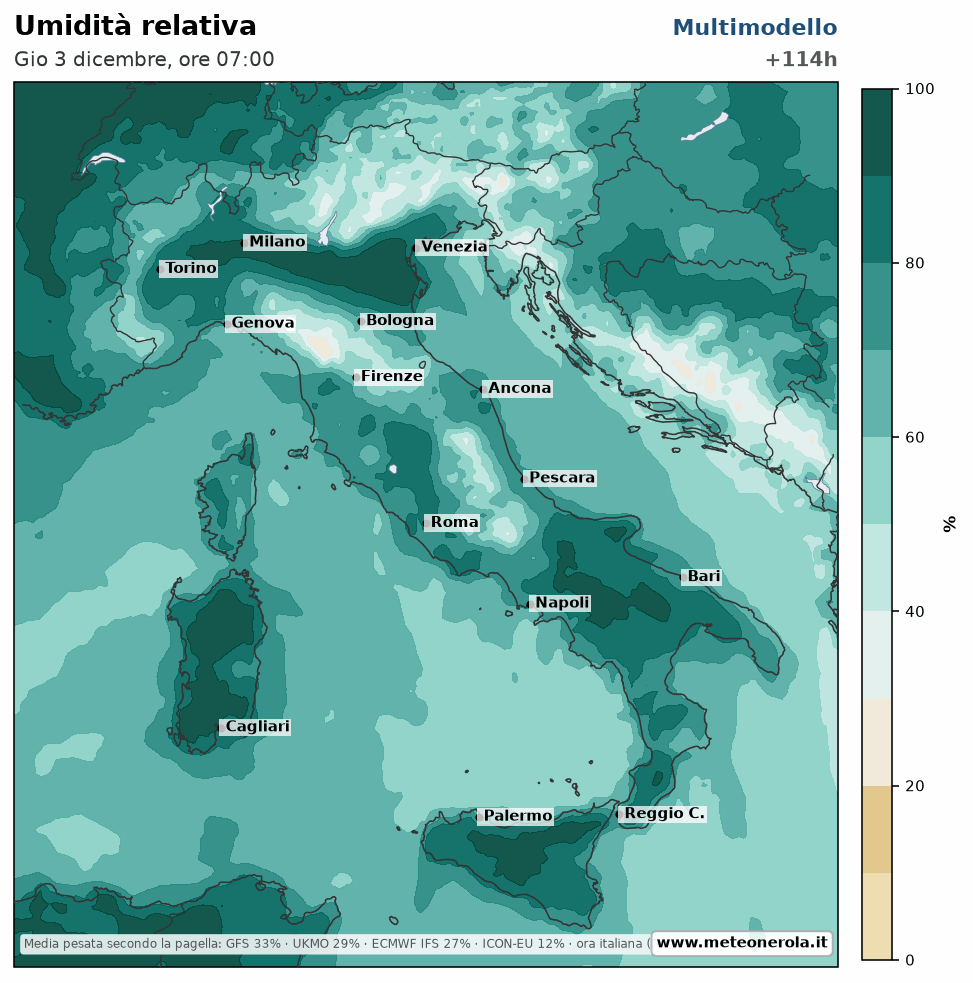 Umidità relativa
Multimodello
Gio 3 dicembre, ore 07:00
+114h
100
80
60
40
20
0
%
Milano
Venezia
Torino
Genova
Bologna
Firenze
Ancona
Pescara
Roma
Bari
Napoli
Cagliari
Palermo
Reggio C.
Media pesata secondo la pagella: GFS 33% · UKMO 29% · ECMWF IFS 27% · ICON-EU 12% · ora italiana (
www.meteonerola.it